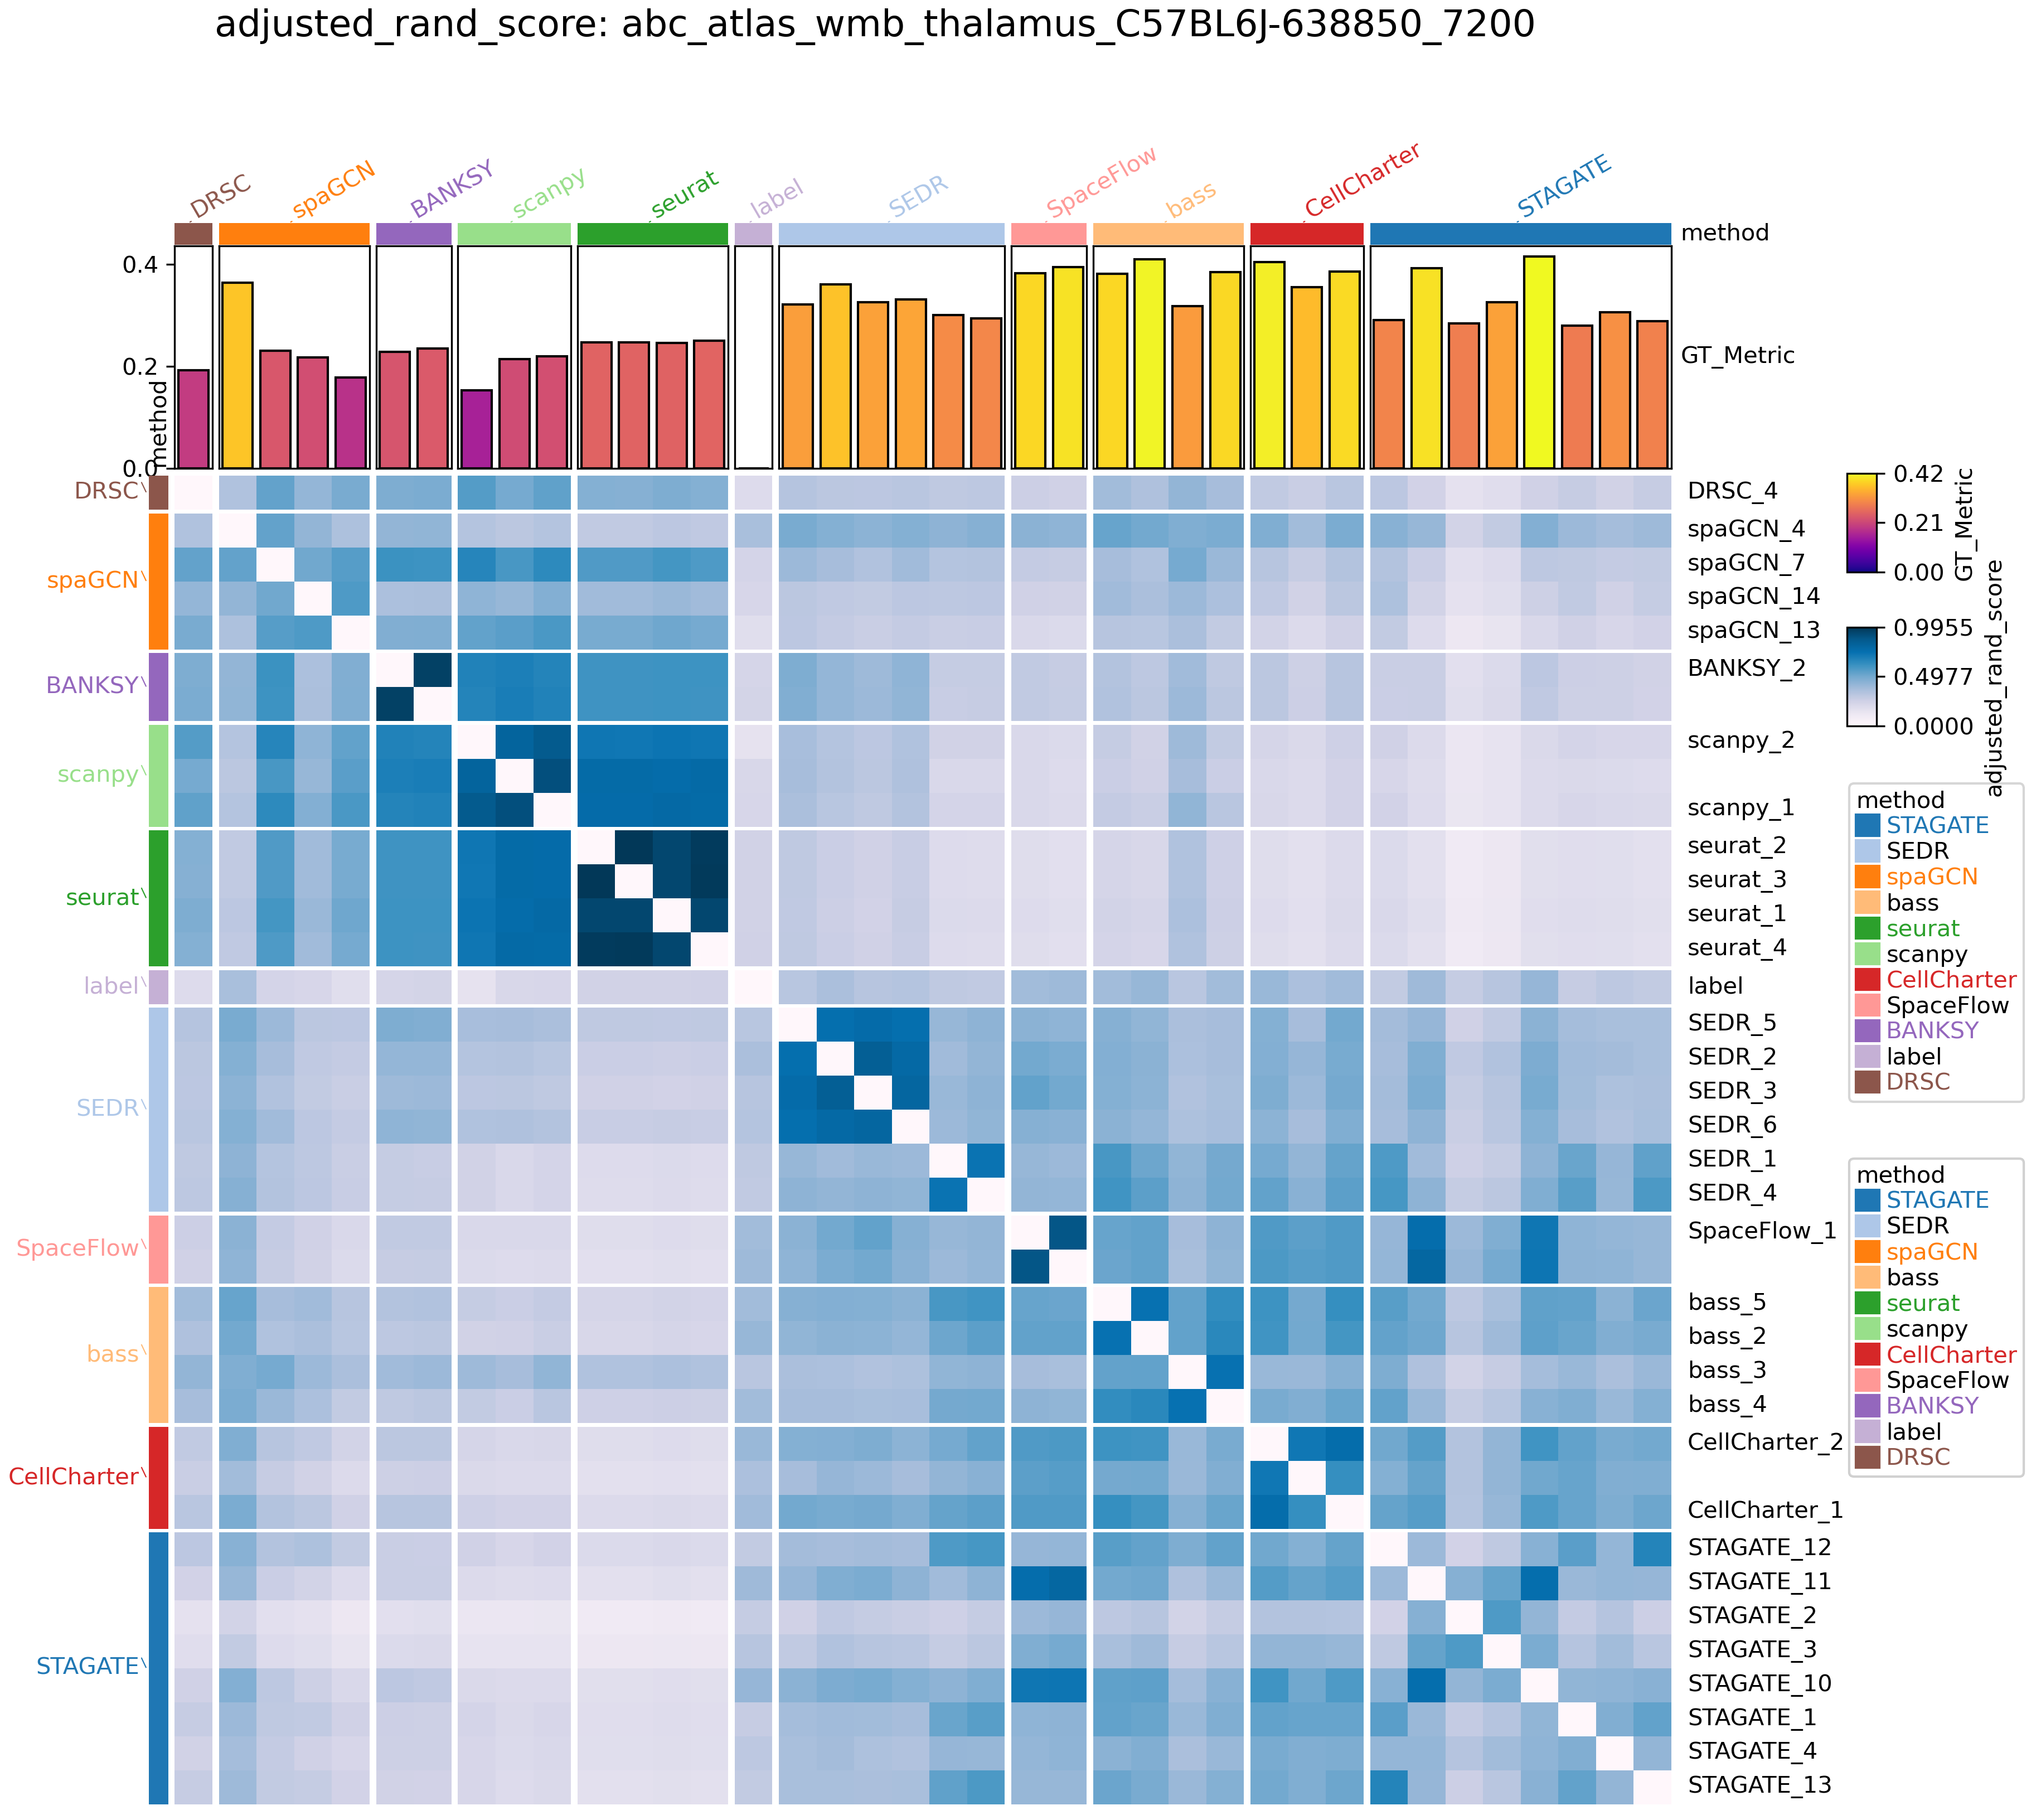 adjusted_rand_score: abc_atlas_wmb_thalamus_C57BL6J-638850_7200
DRSC
spaGCN
BANKSY
scanpy
seurat
label
SEDR
SpaceFlow
bass
CellCharter
STAGATE
method
0.4
0.2
0.0
method
GT_Metric
DRSC
spaGCN
BANKSY
scanpy
seurat
label
SEDR
SpaceFlow
bass
CellCharter
STAGATE
DRSC_4
spaGCN_4
spaGCN_7
spaGCN_14
spaGCN_13
BANKSY_2
scanpy_2
scanpy_1
seurat_2
seurat_3
seurat_1
seurat_4
label
SEDR_5
SEDR_2
SEDR_3
SEDR_6
SEDR_1
SEDR_4
SpaceFlow_1
bass_5
bass_2
bass_3
bass_4
CellCharter_2
CellCharter_1
STAGATE_12
STAGATE_11
STAGATE_2
STAGATE_3
STAGATE_10
STAGATE_1
STAGATE_4
STAGATE_13
0.42
0.21
0.00
GT_Metric
0.9955
0.4977
0.0000
adjusted_rand_score
method
STAGATE
SEDR
spaGCN
bass
seurat
scanpy
CellCharter
SpaceFlow
BANKSY
label
DRSC
method
STAGATE
SEDR
spaGCN
bass
seurat
scanpy
CellCharter
SpaceFlow
BANKSY
label
DRSC